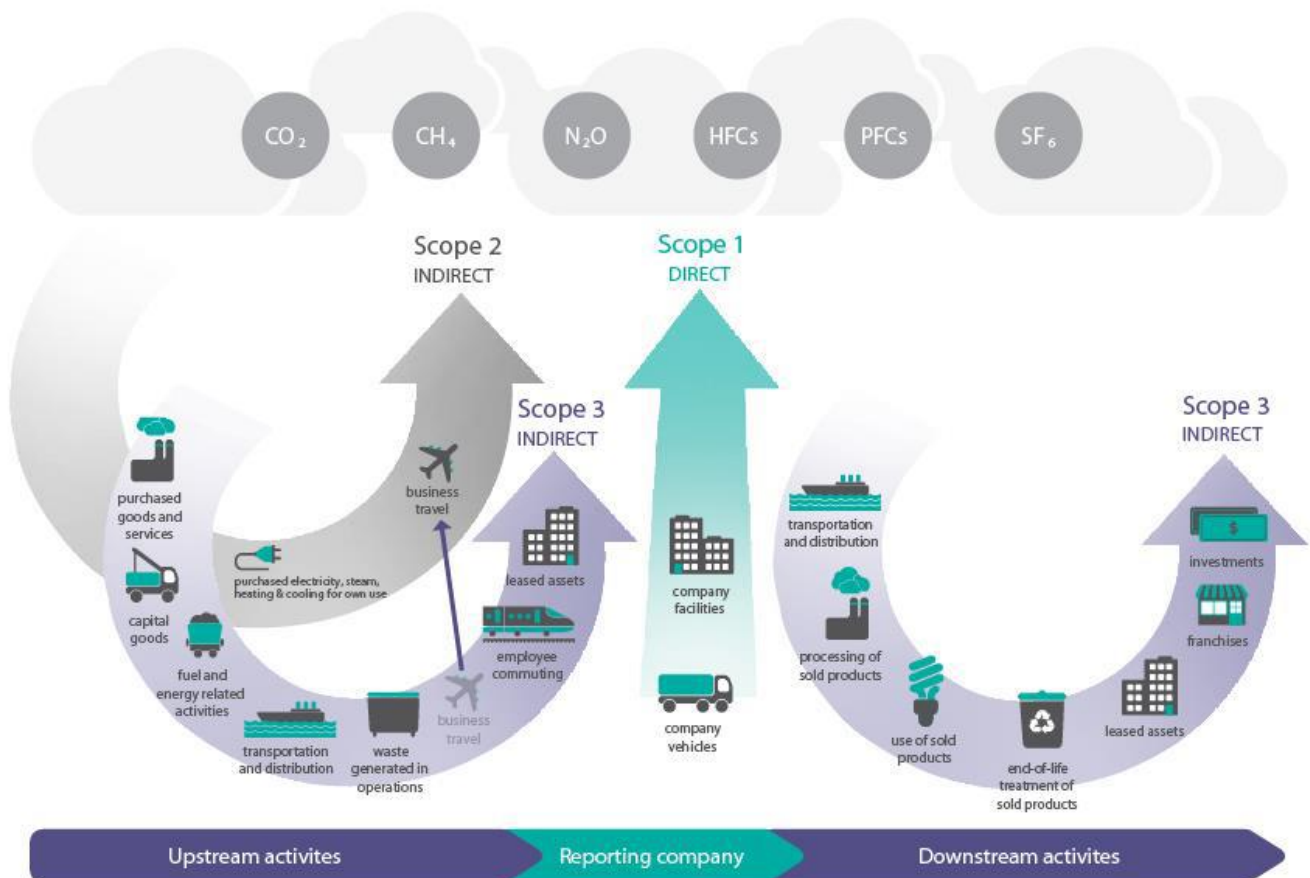 CO₂
CH₄
N₂O
HFCs
PFCs
SF₆
Scope 2
INDIRECT
Scope 1
DIRECT
Scope 3
INDIRECT
Scope 3
INDIRECT
purchased
goods and
services
capital
goods
fuel and
energy related
activities
purchased electricity, steam,
heating & cooling for own use
business
travel
transportation
and distribution
waste
generated in
operations
business
travel
employee
commuting
leased assets
company
facilities
company
vehicles
transportation
and distribution
processing of
sold products
use of sold
products
end-of-life
treatment of
sold products
leased assets
franchises
$
investments
Upstream activites
Reporting company
Downstream activites